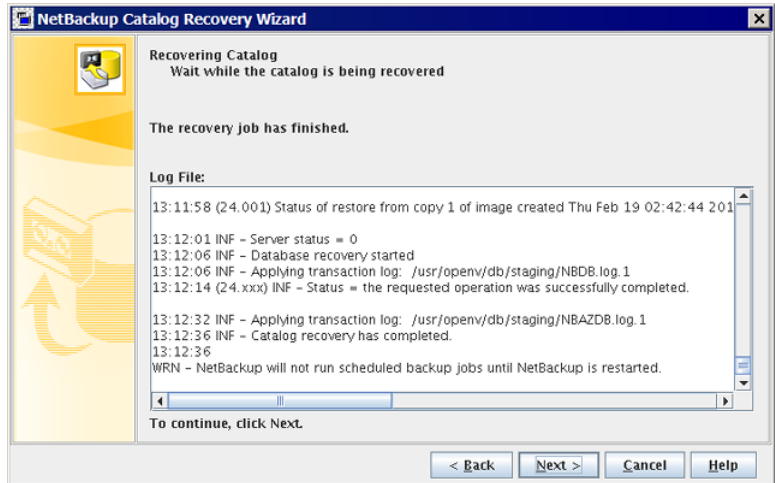 NetBackup Catalog Recovery Wizard
Recovering Catalog
Wait while the catalog is being recovered
The recovery job has finished.
Log File:
13:11:58 (24.001) Status of restore from copy 1 of image created Thu Feb 19 02:42:44 201
13:12:01 INF - Server status = 0
13:12:06 INF - Database recovery started
13:12:06 INF - Applying transaction log: /usr/openv/db/staging/NBDB.log.1
13:12:14 (24.xxx) INF - Status = the requested operation was successfully completed.
13:12:32 INF - Applying transaction log: /usr/openv/db/staging/NBAZDB.log.1
13:12:36 INF - Catalog recovery has completed.
13:12:36
WRN - NetBackup will not run scheduled backup jobs until NetBackup is restarted.
To continue, click Next.
< Back Next > Cancel Help